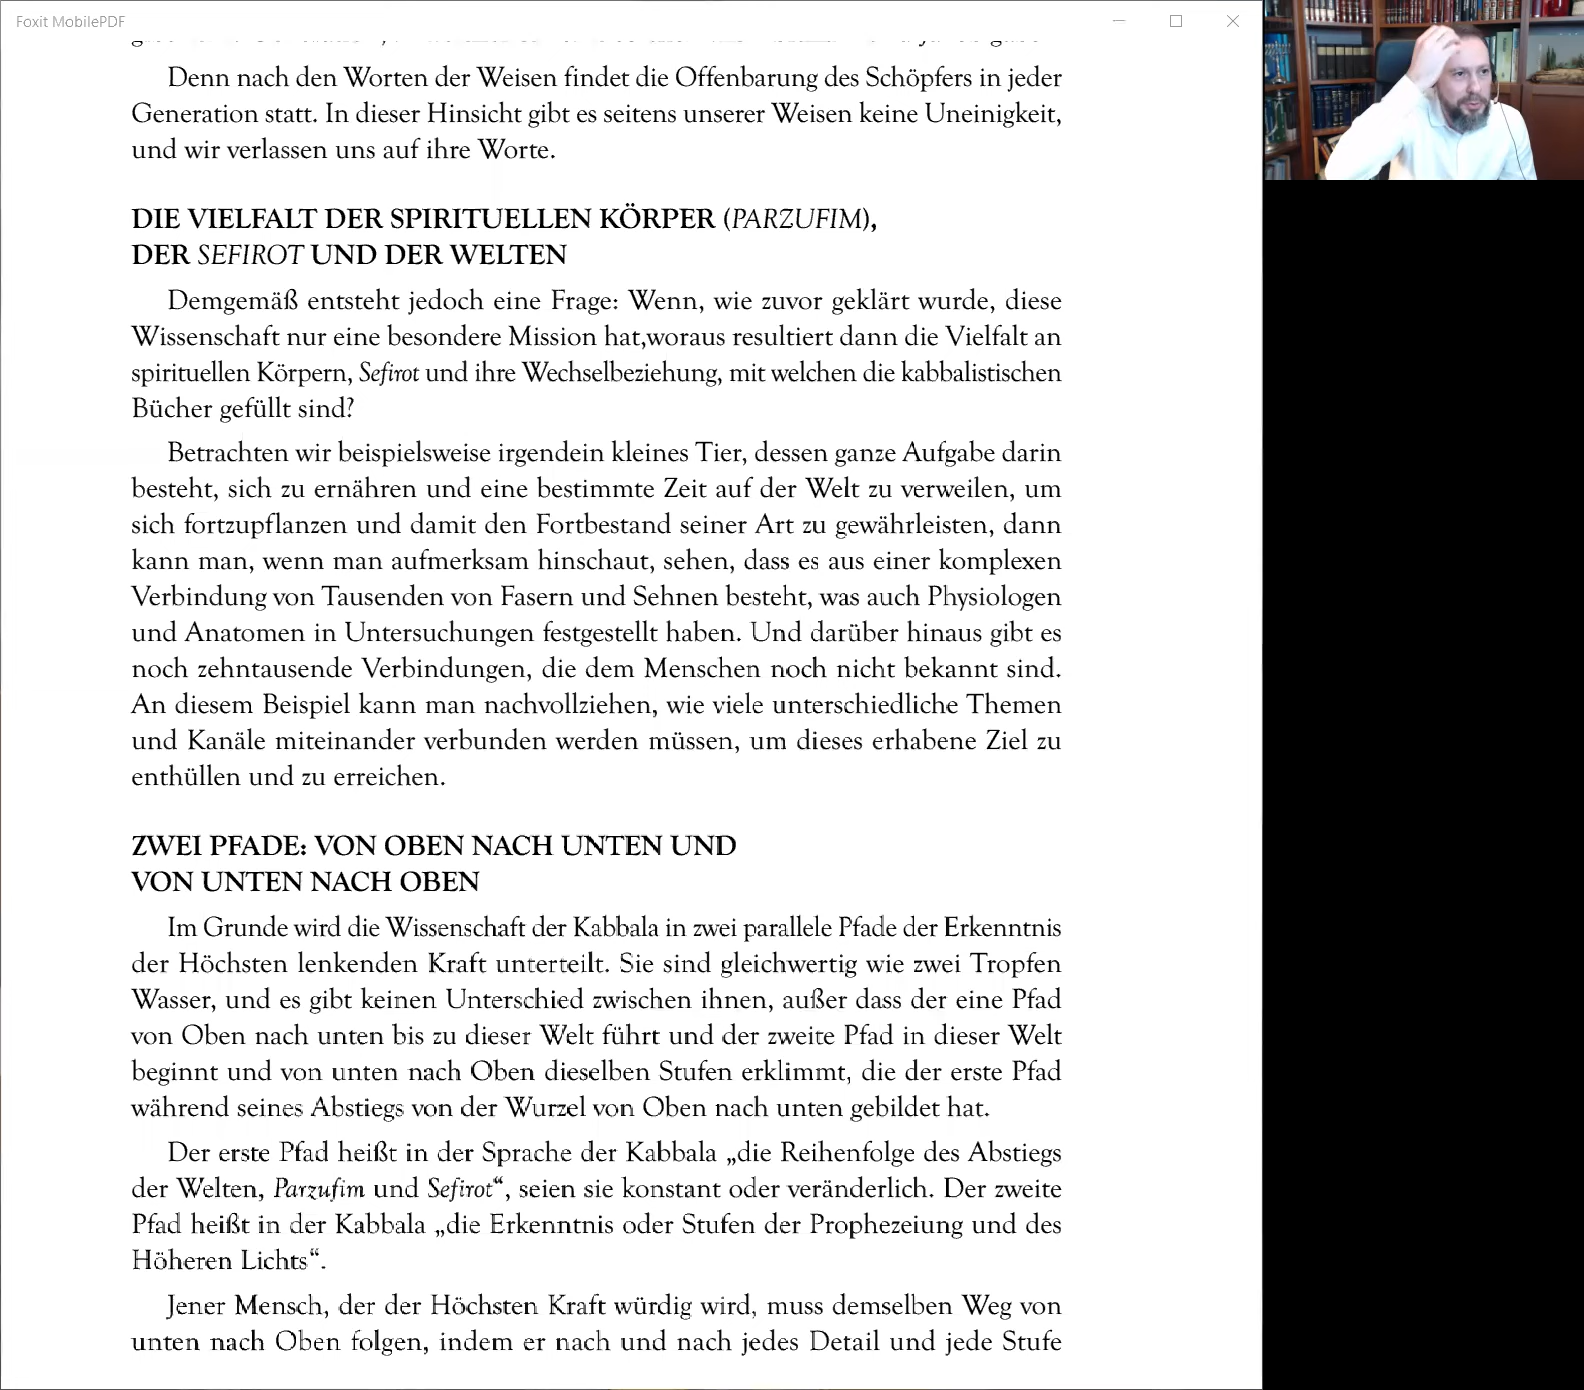 Foxit MobilePDF
Denn nach den Worten der Weisen findet die Offenbarung des Schöpfers in jeder
Generation statt. In dieser Hinsicht gibt es seitens unserer Weisen keine Uneinigkeit,
und wir verlassen uns auf ihre Worte.
DIE VIELFALT DER SPIRITUELLEN KÖRPER (PARZUFIM),
DER SEFIROT UND DER WELTEN
Demgemäß entsteht jedoch eine Frage: Wenn, wie zuvor geklärt wurde, diese
Wissenschaft nur eine besondere Mission hat,woraus resultiert dann die Vielfalt an
spirituellen Körpern, Sefirot und ihre Wechselbeziehung, mit welchen die kabbalistischen
Bücher gefüllt sind?
Betrachten wir beispielsweise irgendein kleines Tier, dessen ganze Aufgabe darin
besteht, sich zu ernähren und eine bestimmte Zeit auf der Welt zu verweilen, um
sich fortzupflanzen und damit den Fortbestand seiner Art zu gewährleisten, dann
kann man, wenn man aufmerksam hinschaut, sehen, dass es aus einer komplexen
Verbindung von Tausenden von Fasern und Sehnen besteht, was auch Physiologen
und Anatomen in Untersuchungen festgestellt haben. Und darüber hinaus gibt es
noch zehntausende Verbindungen, die dem Menschen noch nicht bekannt sind.
An diesem Beispiel kann man nachvollziehen, wie viele unterschiedliche Themen
und Kanäle miteinander verbunden werden müssen, um dieses erhabene Ziel zu
enthüllen und zu erreichen.
ZWEI PFADE: VON OBEN NACH UNTEN UND
VON UNTEN NACH OBEN
Im Grunde wird die Wissenschaft der Kabbala in zwei parallele Pfade der Erkenntnis
der Höchsten lenkenden Kraft unterteilt. Sie sind gleichwertig wie zwei Tropfen
Wasser, und es gibt keinen Unterschied zwischen ihnen, außer dass der eine Pfad
von Oben nach unten bis zu dieser Welt führt und der zweite Pfad in dieser Welt
beginnt und von unten nach Oben dieselben Stufen erklimmt, die der erste Pfad
während seines Abstiegs von der Wurzel von Oben nach unten gebildet hat.
Der erste Pfad heißt in der Sprache der Kabbala „die Reihenfolge des Abstiegs
der Welten, Parzufim und Sefirot“, seien sie konstant oder veränderlich. Der zweite
Pfad heißt in der Kabbala „die Erkenntnis oder Stufen der Prophezeiung und des
Höheren Lichts“.
Jener Mensch, der der Höchsten Kraft würdig wird, muss demselben Weg von
unten nach Oben folgen, indem er nach und nach jedes Detail und jede Stufe